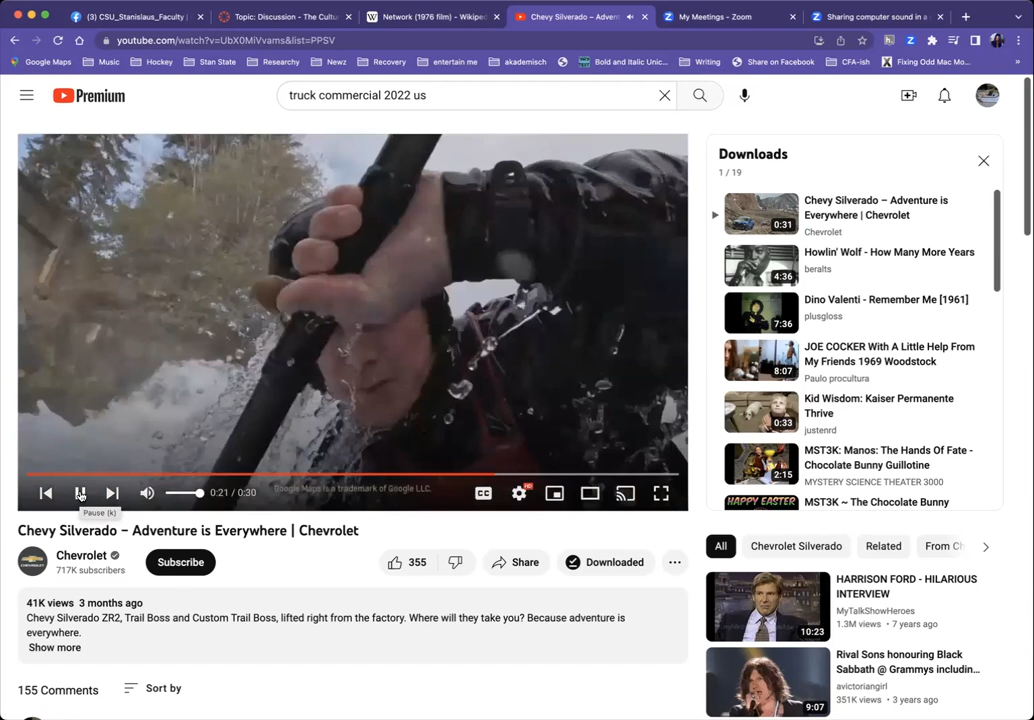 (3) CSU_Stanislaus_Faculty
Topic: Discussion - The Cultu
Network (1976 film) - Wikiped
Chevy Silverado – Adven
My Meetings - Zoom
Sharing computer sound in a
youtube.com/watch?v=UbX0MiVvams&list=PPSV
Google Maps
Music
Hockey
Stan State
Researchy
Newz
Recovery
entertain me
akademisch
Bold and Italic Unic...
Writing
Share on Facebook
CFA-ish
Fixing Odd Mac Mo...
»
Premium
truck commercial 2022 us
Downloads
1 / 19
Chevy Silverado – Adventure is
Everywhere | Chevrolet
Chevrolet
0:31
Howlin' Wolf - How Many More Years
beralts
4:36
Dino Valenti - Remember Me [1961]
plusgloss
7:36
JOE COCKER With A Little Help From
My Friends 1969 Woodstock
Paulo procultura
8:07
Kid Wisdom: Kaiser Permanente
Thrive
justenrd
0:33
MST3K: Manos: The Hands Of Fate -
Chocolate Bunny Guillotine
MYSTERY SCIENCE THEATER 3000
2:15
MST3K ~ The Chocolate Bunny
HAPPY EASTER
0:21 / 0:30
Google Maps is a trademark of Google LLC.
CC
HD
Pause (k)
Chevy Silverado – Adventure is Everywhere | Chevrolet
Chevrolet
717K subscribers
Subscribe
355
Share
Downloaded
41K views 3 months ago
Chevy Silverado ZR2, Trail Boss and Custom Trail Boss, lifted right from the factory. Where will they take you? Because adventure is
everywhere.
Show more
155 Comments
Sort by
All
Chevrolet Silverado
Related
From Ch
HARRISON FORD - HILARIOUS
INTERVIEW
MyTalkShowHeroes
1.3M views • 7 years ago
10:23
Rival Sons honouring Black
Sabbath @ Grammys includin...
avictoriangirl
351K views • 3 years ago
9:07